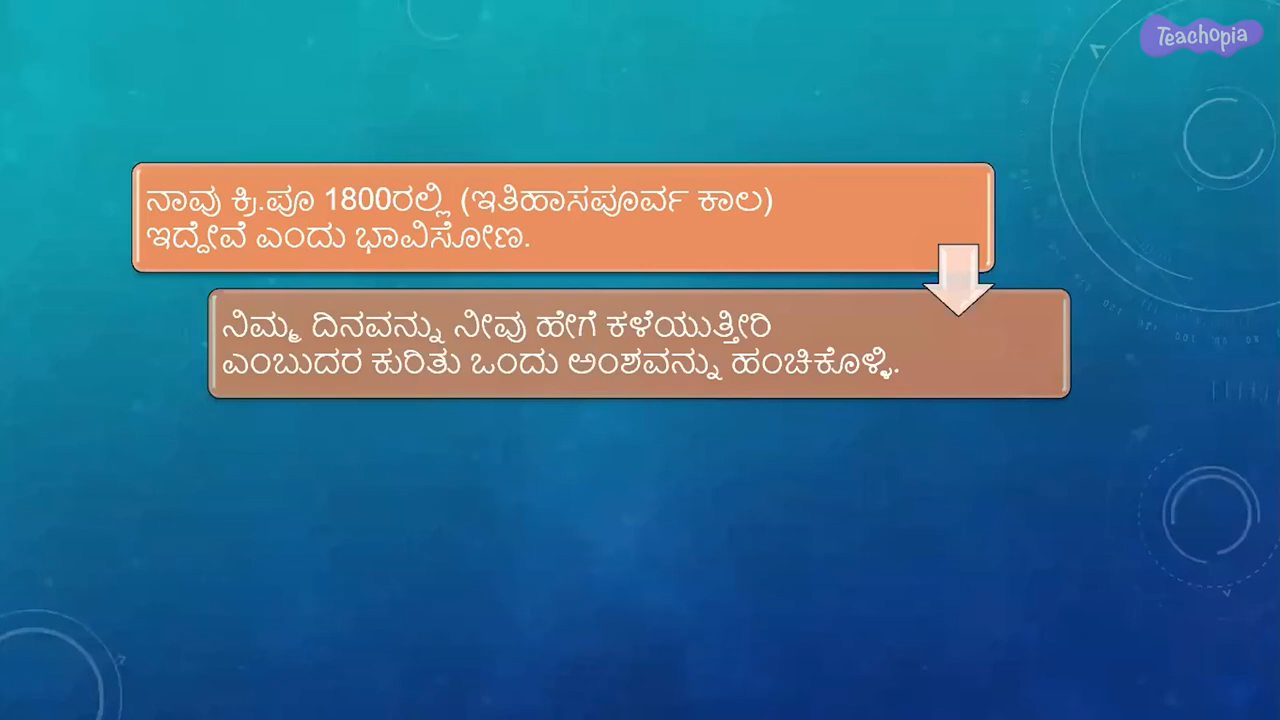 Teachopia
ನಾವು ಕ್ರಿ.ಪೂ 1800ರಲ್ಲಿ (ಇತಿಹಾಸಪೂರ್ವ ಕಾಲ)
ಇದ್ದೇವೆ ಎಂದು ಭಾವಿಸೋಣ.
ನಿಮ್ಮ ದಿನವನ್ನು ನೀವು ಹೇಗೆ ಕಳೆಯುತ್ತೀರಿ
ಎಂಬುದರ ಕುರಿತು ಒಂದು ಅಂಶವನ್ನು ಹಂಚಿಕೊಳ್ಳಿ.